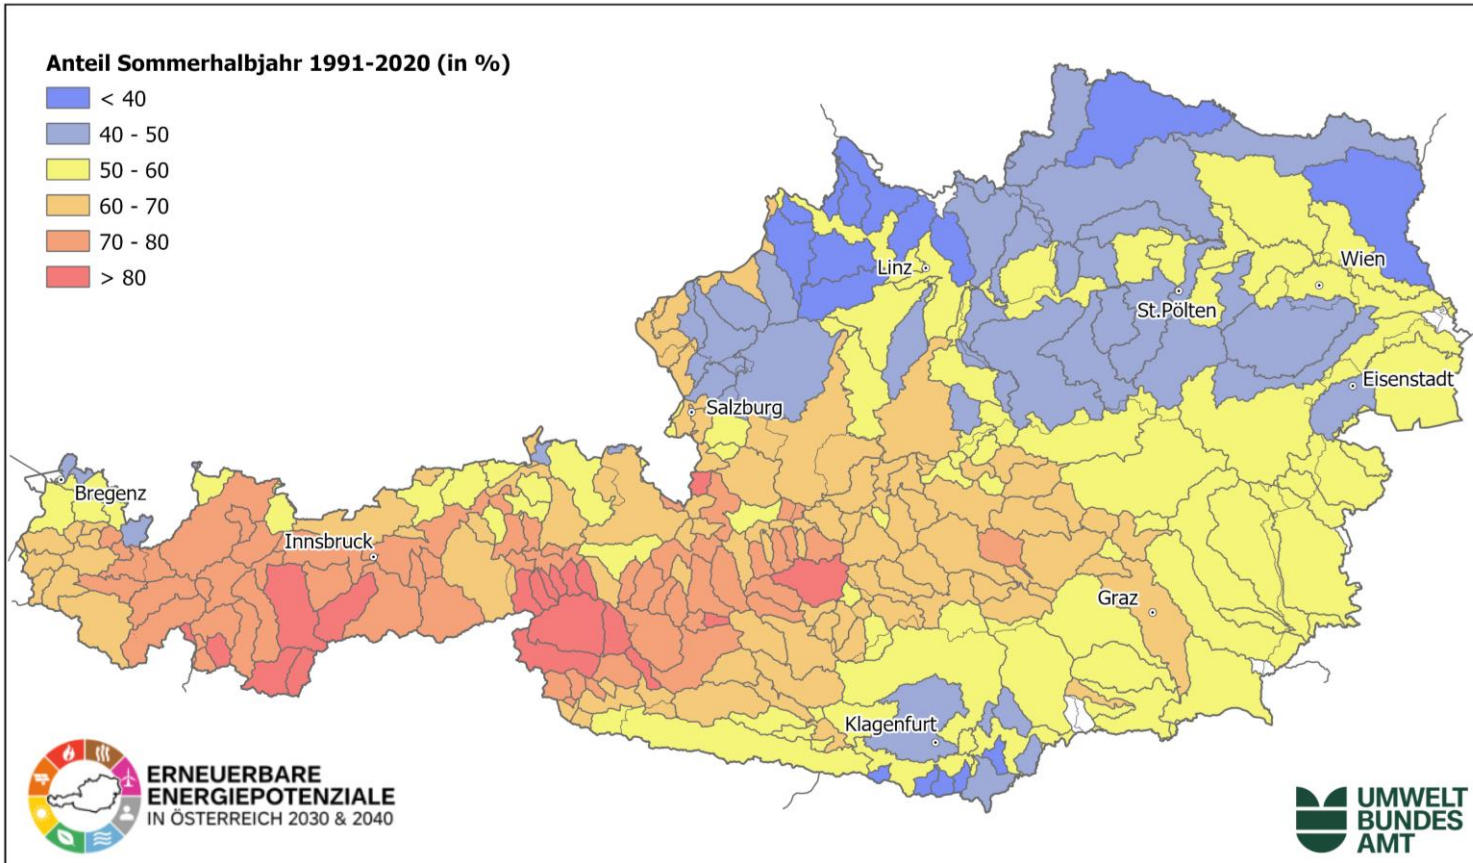 Anteil Sommerhalbjahr 1991-2020 (in %)
< 40
40 - 50
50 - 60
60 - 70
70 - 80
> 80
Linz
Wien
St.Pölten
Eisenstadt
Salzburg
Bregenz
Innsbruck
Graz
Klagenfurt
ERNEUERBARE
ENERGIEPOTENZIALE
IN ÖSTERREICH 2030 & 2040
UMWELT
BUNDES
AMT